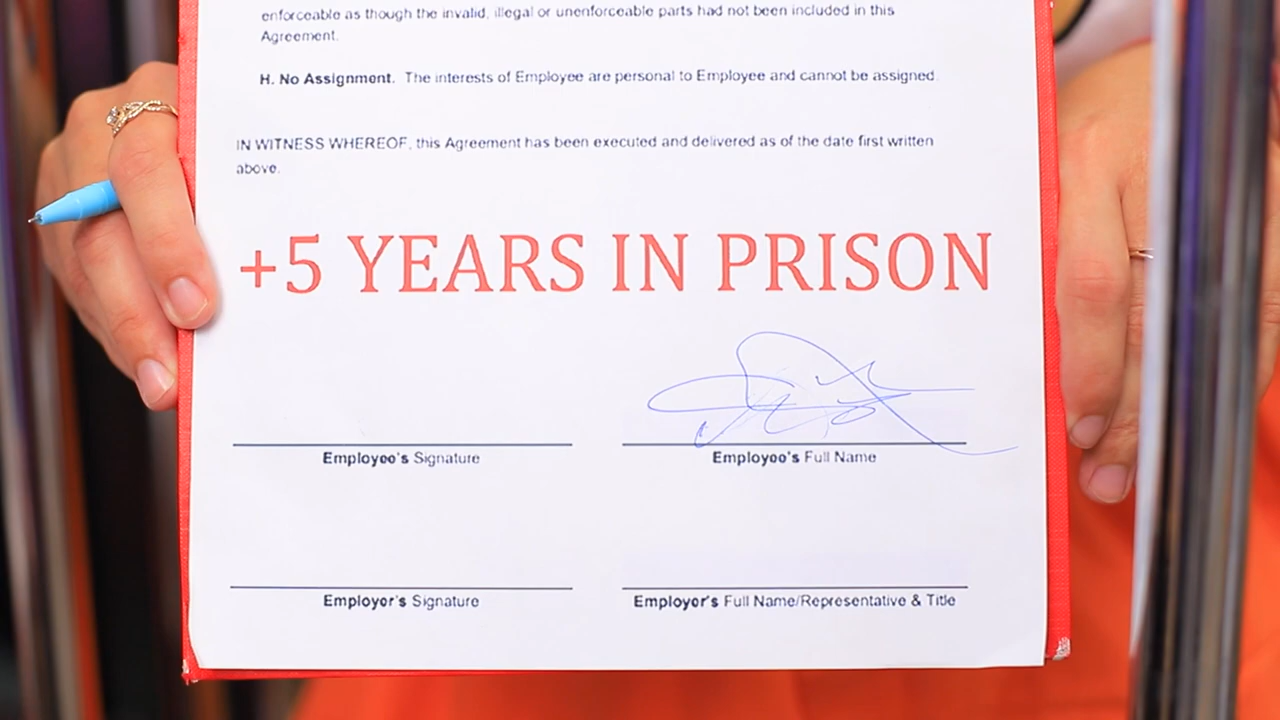 enforceable as though the invalid, illegal or unenforceable parts had not been included in this
Agreement.
H. No Assignment. The interests of Employee are personal to Employee and cannot be assigned.
IN WITNESS WHEREOF, this Agreement has been executed and delivered as of the date first written
above.
+5 YEARS IN PRISON
Employee's Signature
Employee's Full Name
Employer's Signature
Employer's Full Name/Representative & Title